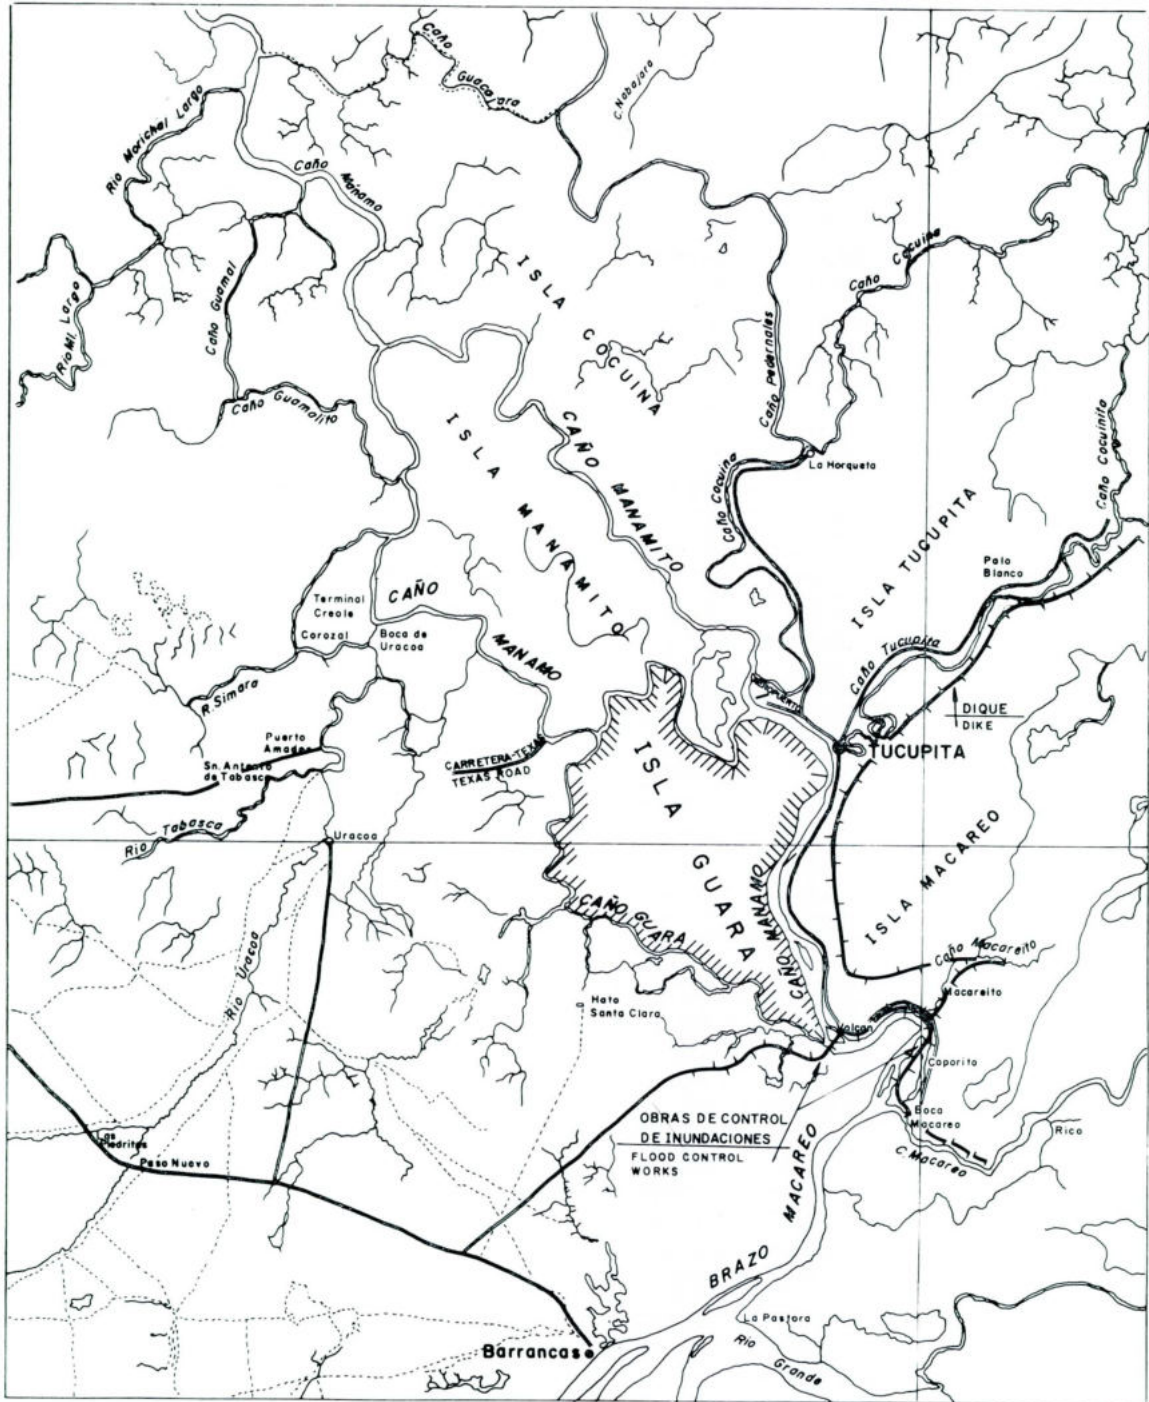 Caño
Guacajara
C. Nabajara
Rio Morichal Largo
Caño
Mánamo
Caño Cocuina
Rio Ml. Largo
Caño Guamal
ISLA COCUINA
Caño Pedernales
Caño Guamalito
ISLA MANAMITO
CAÑO MANAMITO
Caño Cocuina
La Horqueta
Caño Cocuinita
ISLA TUCUPITA
Palo
Blanco
Terminal
Creole
CAÑO
MANAMO
Corozal
Boca de
Uracoa
R. Simara
Caño Tucupita
DIQUE
DIKE
Puerto
Amador
Sn. Antonio
de Tabasca
CARRETERA-TEXAS
TEXAS ROAD
TUCUPITA
ISLA GUARA
Rio Tabasca
Uracoa
ISLA MACAREO
CAÑO GUARA
CAÑO MANAMO
Rio Uracoa
Caño Macareito
Macareito
Hato
Santa Clara
Volcan
Coporito
Boca
Macareo
OBRAS DE CONTROL
DE INUNDACIONES
FLOOD CONTROL
WORKS
C. Macareo
Rico
Las
Piedritas
Paso Nuevo
BRAZO MACAREO
La Pastora
Rio Grande
Barrancas